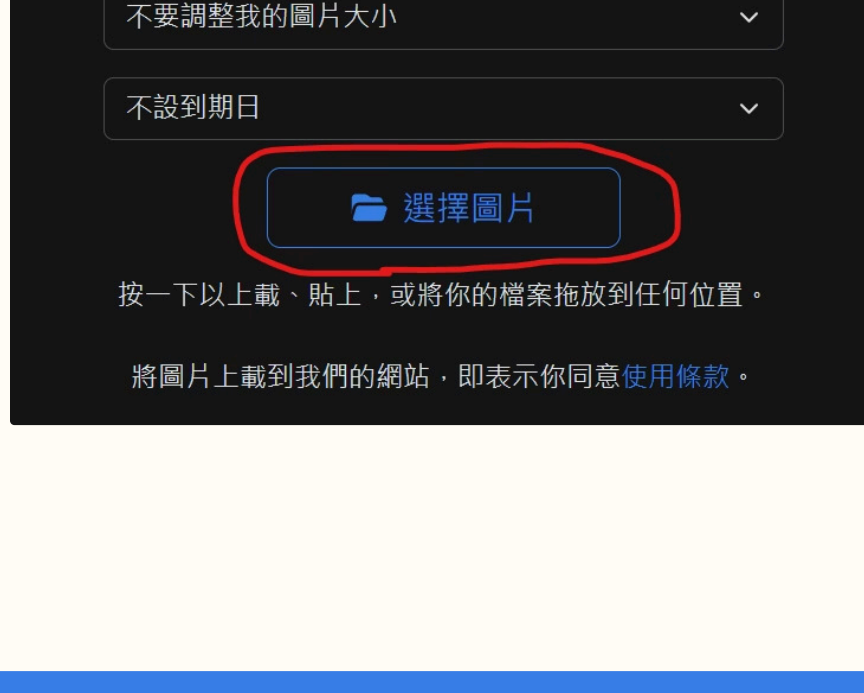 不要調整我的圖片大小
不設到期日
選擇圖片
按一下以上載、貼上，或將你的檔案拖放到任何位置。
將圖片上載到我們的網站，即表示你同意使用條款。